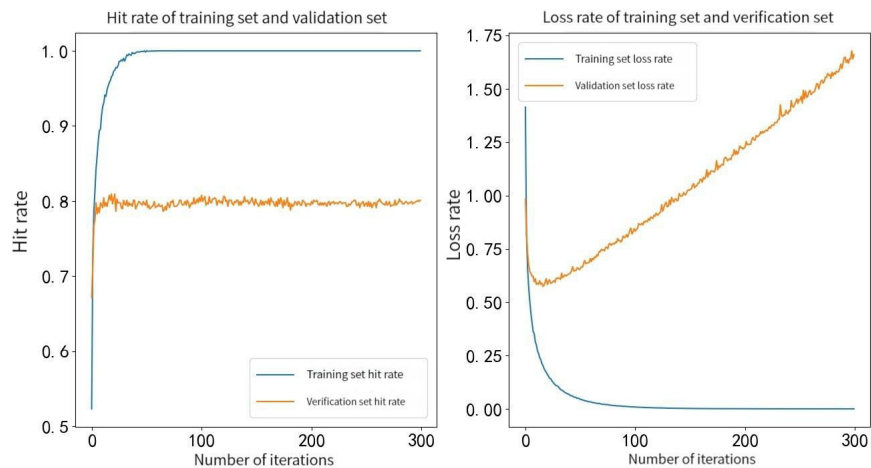 Hit rate of training set and validation set
Hit rate
1.0
0.9
0.8
0.7
0.6
0.5
Training set hit rate
Verification set hit rate
0
100
200
300
Number of iterations
Loss rate of training set and verification set
Loss rate
1.75
1.50
1.25
1.00
0.75
0.50
0.25
0.00
Training set loss rate
Validation set loss rate
0
100
200
300
Number of iterations